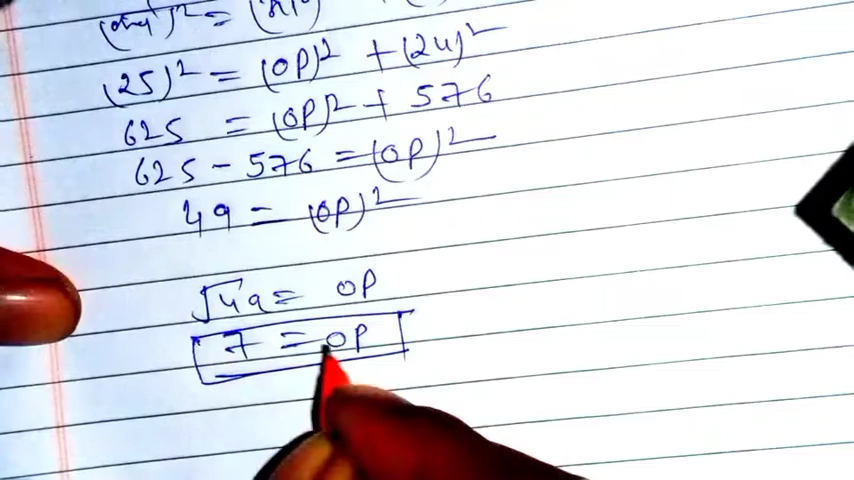 (25)² = (OP)² + (24)²
625 = (OP)² + 576
625 - 576 = (OP)²
49 = (OP)²
√49 = OP
7 = OP